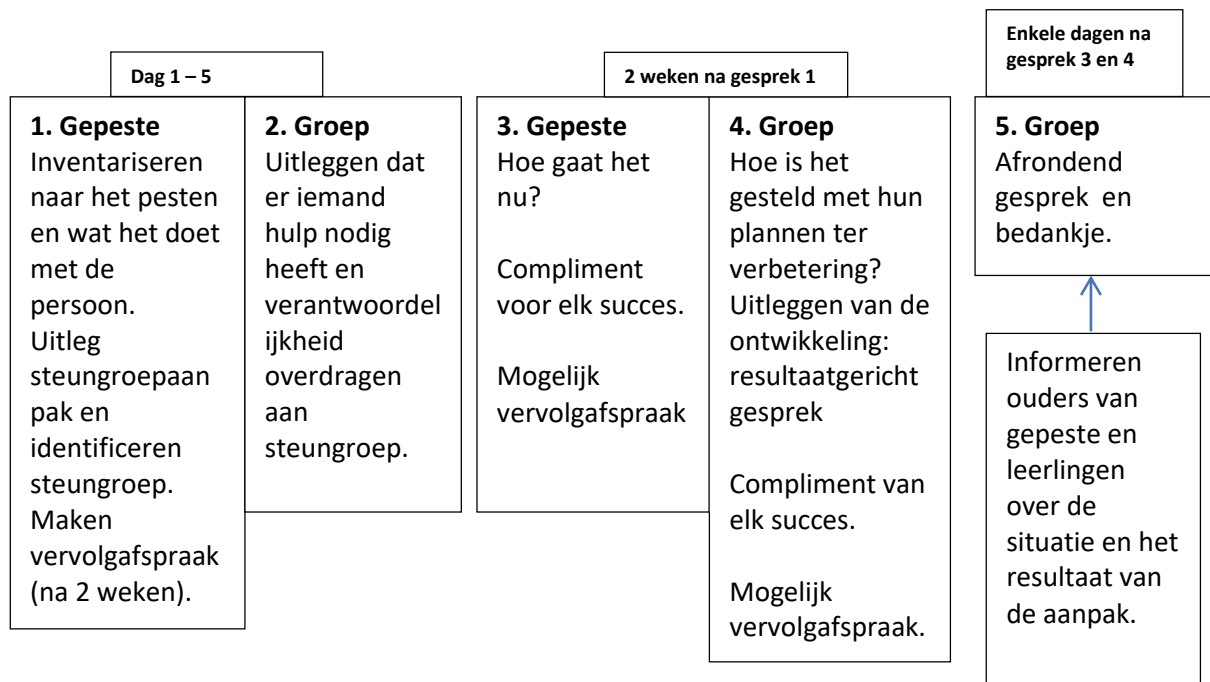 Dag 1 – 5
1. Gepeste
Inventariseren
naar het pesten
en wat het doet
met de
persoon.
Uitleg
steungroepaan
pak en
identificeren
steungroep.
Maken
vervolgafspraak
(na 2 weken).
2. Groep
Uitleggen dat
er iemand
hulp nodig
heeft en
verantwoordel
ijkheid
overdragen
aan
steungroep.
2 weken na gesprek 1
3. Gepeste
Hoe gaat het
nu?
Compliment
voor elk succes.
Mogelijk
vervolgafspraak
4. Groep
Hoe is het
gesteld met hun
plannen ter
verbetering?
Uitleggen van de
ontwikkeling:
resultaatgericht
gesprek
Compliment van
elk succes.
Mogelijk
vervolgafspraak.
Enkele dagen na
gesprek 3 en 4
5. Groep
Afrondend
gesprek en
bedankje.
Informeren
ouders van
gepeste en
leerlingen
over de
situatie en het
resultaat van
de aanpak.